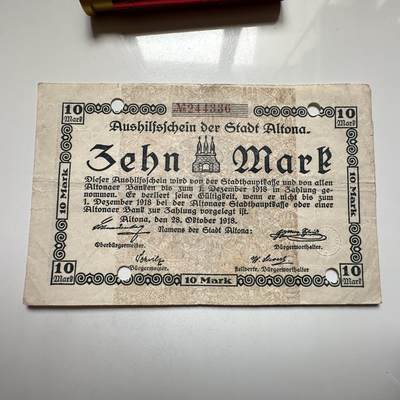 10 Mark
10 Mark
№244336
Aushilfsschein der Stadt Altona.
Zehn Mark
Dieser Aushilfsschein wird von der Stadthauptkasse und von allen
Altonaer Banken bis zum 1. Dezember 1918 in Zahlung ge-
nommen. Er verliert seine Gültigkeit, wenn er nicht bis zum
1. Dezember 1918 bei der Altonaer Stadthauptkasse oder einer
Altonaer Bank zur Zahlung vorgelegt ist.
Altona, den 28. Oktober 1918.
Namens der Stadt Altona:
Oberbürgermeister.
Bürgerworthalter.
Bürgermeister.
stellvertr. Bürgerworthalter
10 Mark
10 Mark
10 Mark
10 Mark
10 Mark